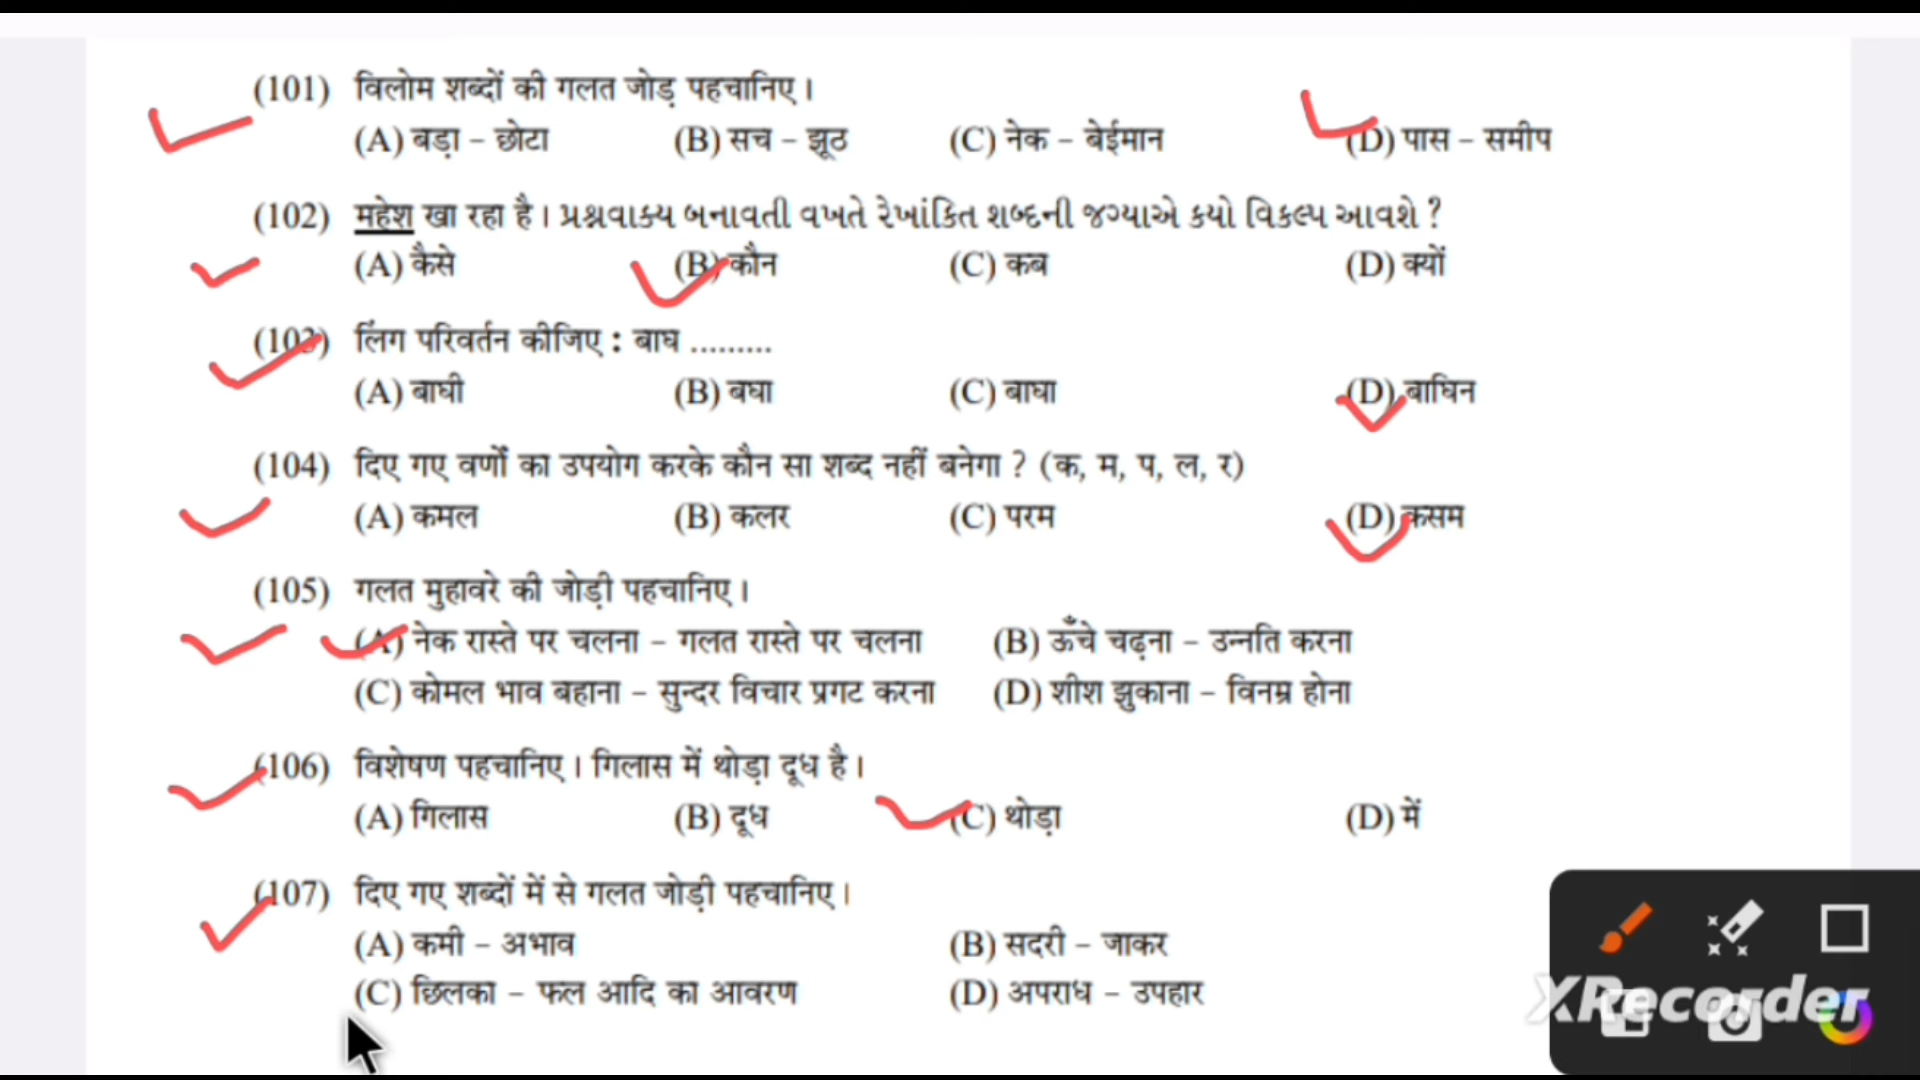 (101) विलोम शब्दों की गलत जोड़ पहचानिए।
(A) बड़ा – छोटा (B) सच – झूठ (C) नेक – बेईमान (D) पास – समीप
(102) महेश खा रहा है। પ્રશ્નવાક્ય બનાવતી વખતે રેખાંકિત શબ્દની જગ્યાએ કયો વિકલ્પ આવશે ?
(A) कैसे (B) कौन (C) कब (D) क्यों
(103) लिंग परिवर्तन कीजिए : बाघ .........
(A) बाघी (B) बघा (C) बाघा (D) बाघिन
(104) दिए गए वर्णों का उपयोग करके कौन सा शब्द नहीं बनेगा ? (क, म, प, ल, र)
(A) कमल (B) कलर (C) परम (D) कसम
(105) गलत मुहावरे की जोड़ी पहचानिए।
(A) नेक रास्ते पर चलना – गलत रास्ते पर चलना (B) ऊँचे चढ़ना – उन्नति करना
(C) कोमल भाव बहाना – सुन्दर विचार प्रगट करना (D) शीश झुकाना – विनम्र होना
(106) विशेषण पहचानिए। गिलास में थोड़ा दूध है।
(A) गिलास (B) दूध (C) थोड़ा (D) में
(107) दिए गए शब्दों में से गलत जोड़ी पहचानिए।
(A) कमी – अभाव (B) सदरी – जाकर
(C) छिलका – फल आदि का आवरण (D) अपराध – उपहार
XRecorder